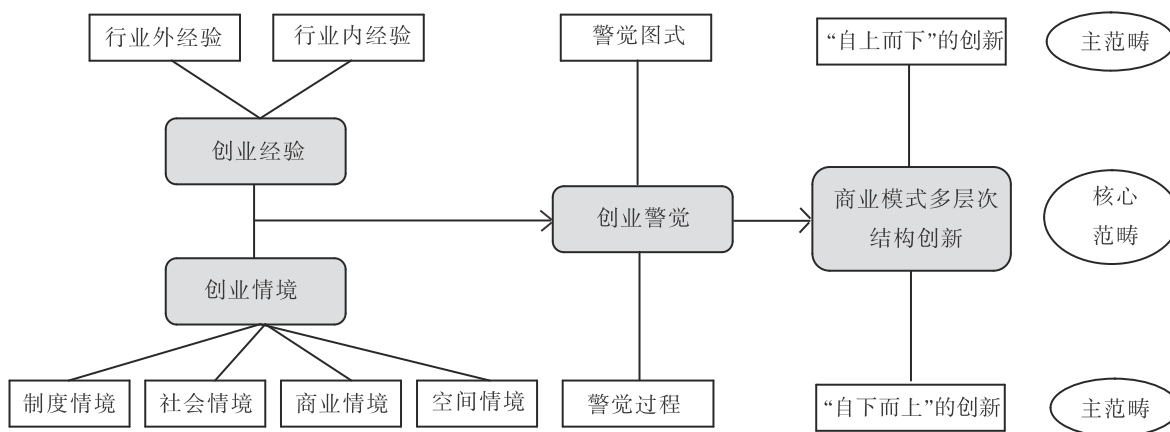 行业外经验
行业内经验
警觉图式
“自上而下”的创新
主范畴
创业经验
创业警觉
商业模式多层次
结构创新
核心
范畴
创业情境
制度情境
社会情境
商业情境
空间情境
警觉过程
“自下而上”的创新
主范畴